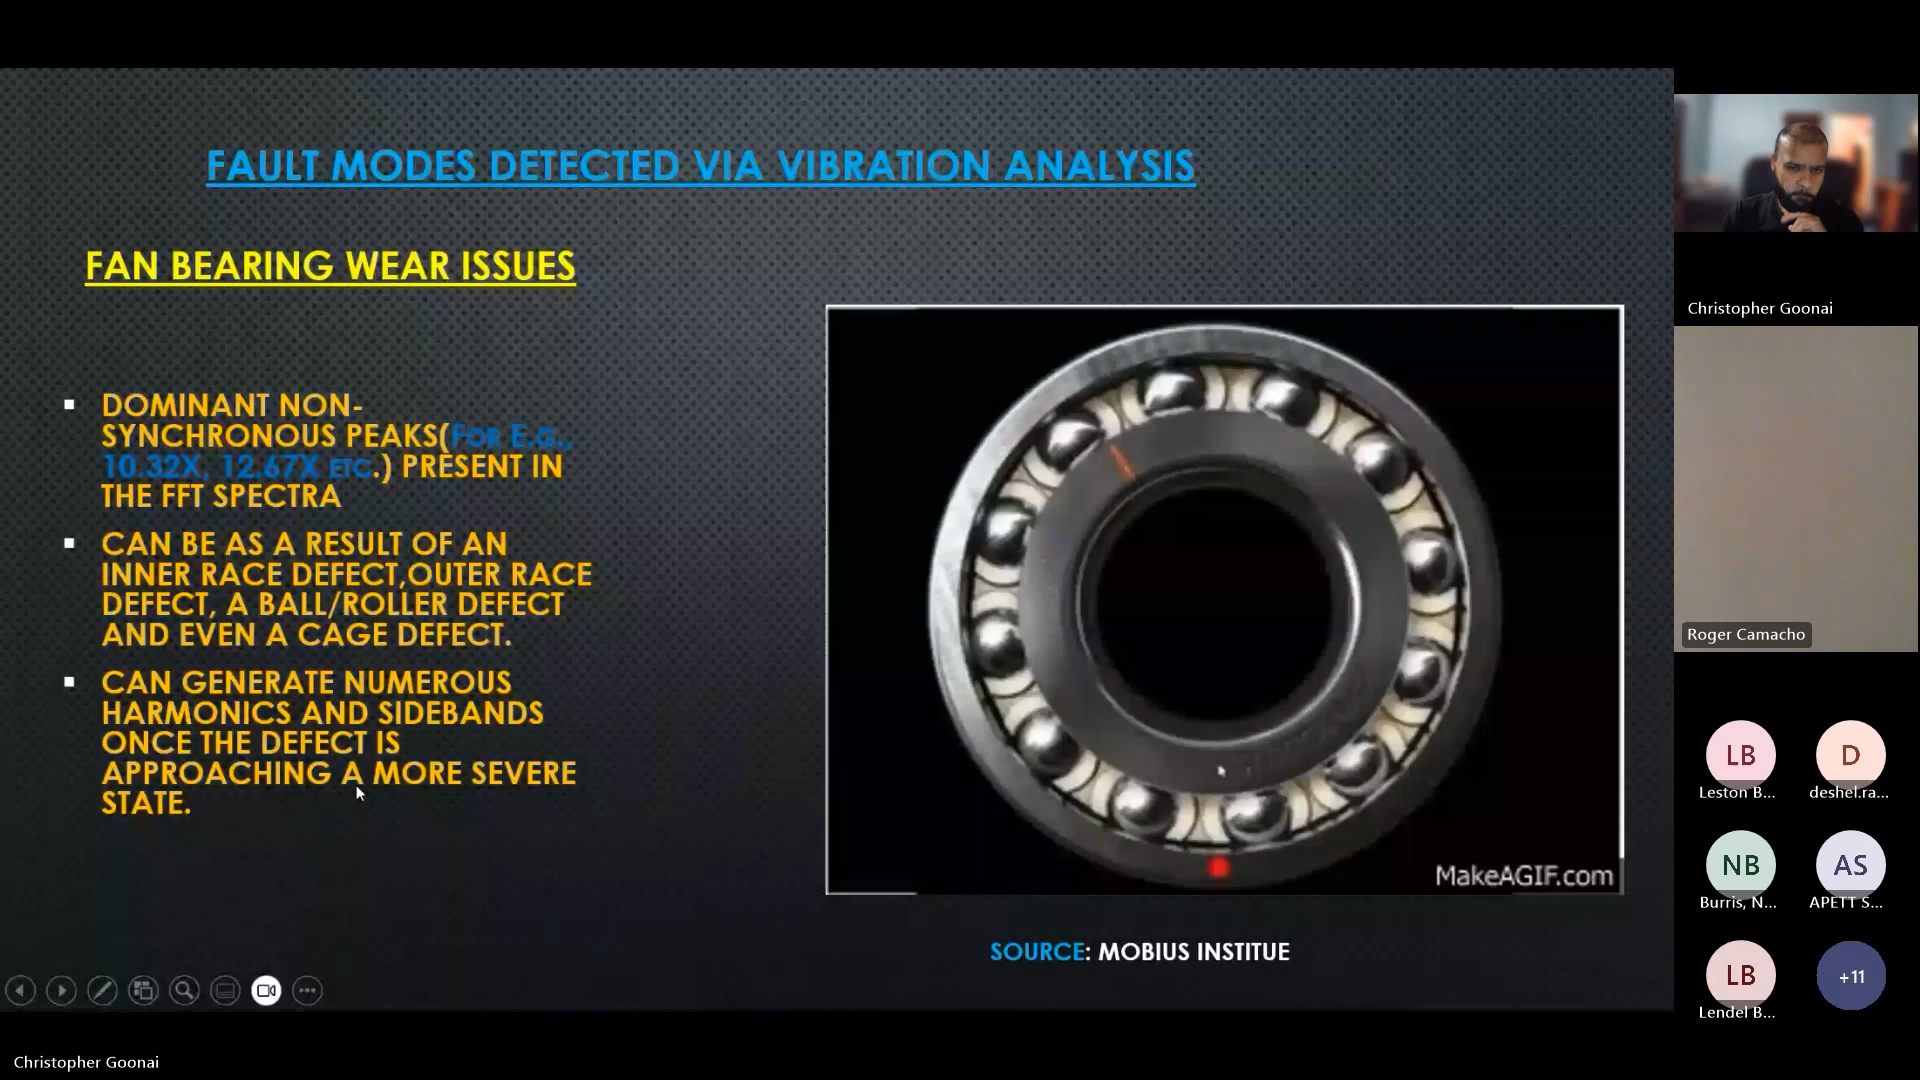 FAULT MODES DETECTED VIA VIBRATION ANALYSIS
FAN BEARING WEAR ISSUES
▪ DOMINANT NON-
SYNCHRONOUS PEAKS(FOR E.G.,
10.32X, 12.67X ETC.) PRESENT IN
THE FFT SPECTRA
▪ CAN BE AS A RESULT OF AN
INNER RACE DEFECT,OUTER RACE
DEFECT, A BALL/ROLLER DEFECT
AND EVEN A CAGE DEFECT.
▪ CAN GENERATE NUMEROUS
HARMONICS AND SIDEBANDS
ONCE THE DEFECT IS
APPROACHING A MORE SEVERE
STATE.
MakeAGIF.com
SOURCE: MOBIUS INSTITUE
Christopher Goonai
Christopher Goonai
Roger Camacho
LB
Leston B...
D
deshel.ra...
NB
Burris, N...
AS
APETT S...
LB
Lendel B...
+11